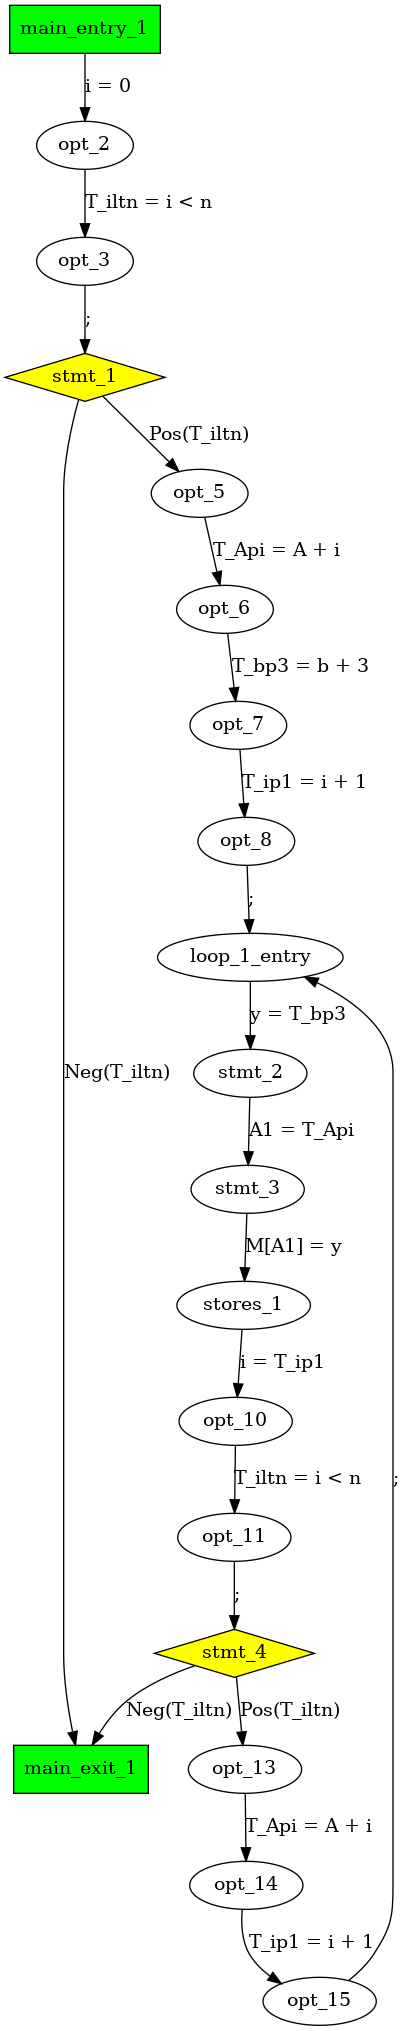 main_entry_1
i = 0
opt_2
T_iltn = i < n
opt_3
;
stmt_1
Pos(T_iltn)
opt_5
T_Api = A + i
opt_6
T_bp3 = b + 3
opt_7
T_ip1 = i + 1
opt_8
;
loop_1_entry
y = T_bp3
Neg(T_iltn)
stmt_2
A1 = T_Api
stmt_3
M[A1] = y
stores_1
i = T_ip1
opt_10
T_iltn = i < n
;
opt_11
;
stmt_4
Neg(T_iltn)
Pos(T_iltn)
main_exit_1
opt_13
T_Api = A + i
opt_14
T_ip1 = i + 1
opt_15